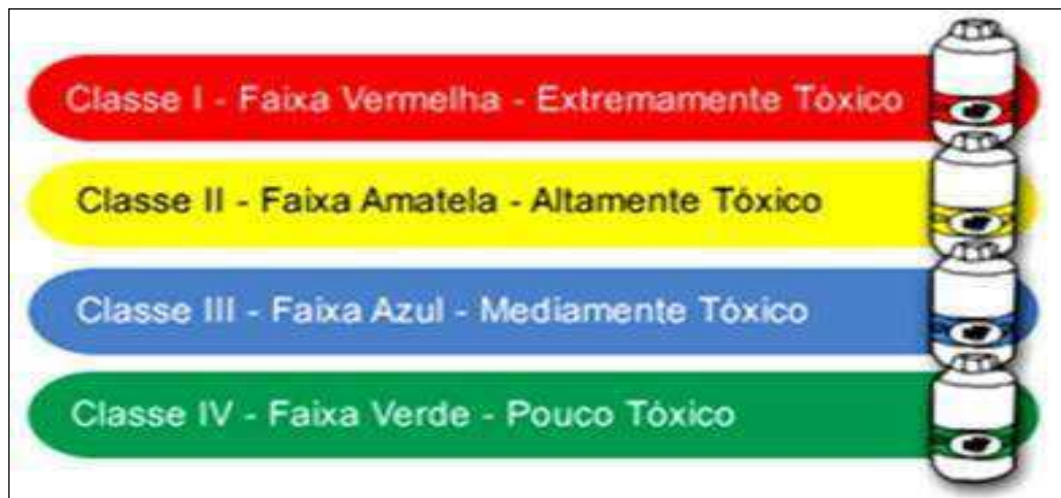 Classe I - Faixa Vermelha - Extremamente Tóxico
Classe II - Faixa Amatela - Altamente Tóxico
Classe III - Faixa Azul - Mediamente Tóxico
Classe IV - Faixa Verde - Pouco Tóxico